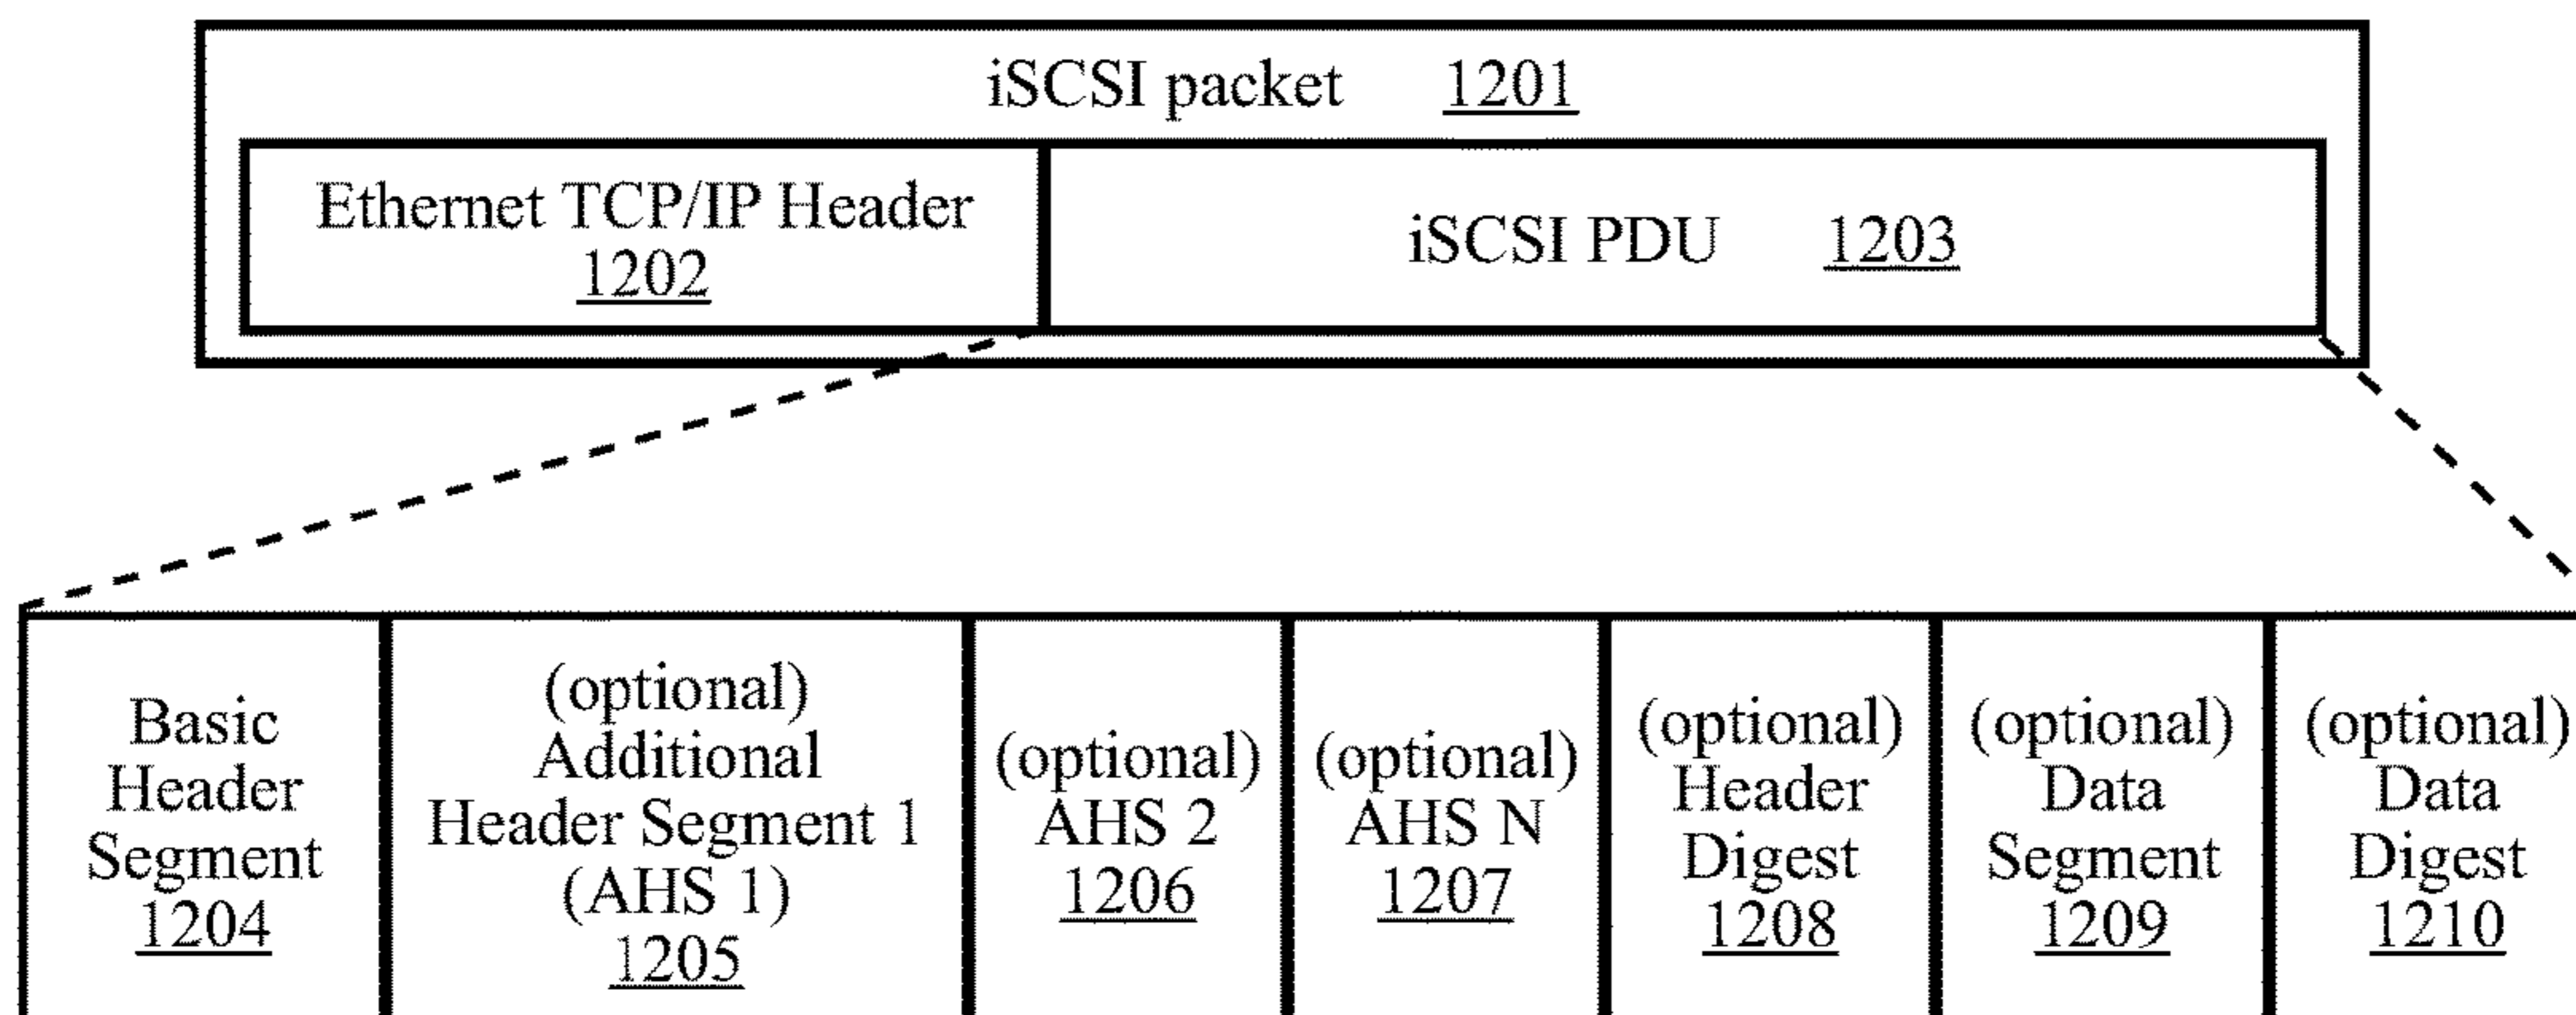 iSCSI packet 1201
Ethernet TCP/IP Header
1202
iSCSI PDU 1203
Basic
Header
Segment
1204
(optional)
Additional
Header Segment 1
(AHS 1)
1205
(optional)
AHS 2
1206
(optional)
AHS N
1207
(optional)
Header
Digest
1208
(optional)
Data
Segment
1209
(optional)
Data
Digest
1210